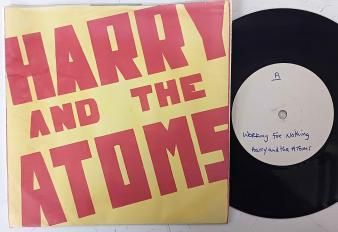 HARRY
AND THE
ATOMS
A
Working For Nothing
Harry and the Atoms